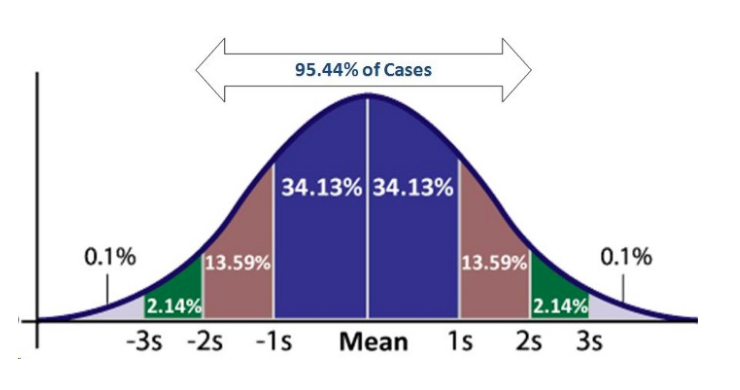 95.44% of Cases
34.13% 34.13%
0.1% 13.59% 13.59% 0.1%
2.14% 2.14%
-3s -2s -1s Mean 1s 2s 3s